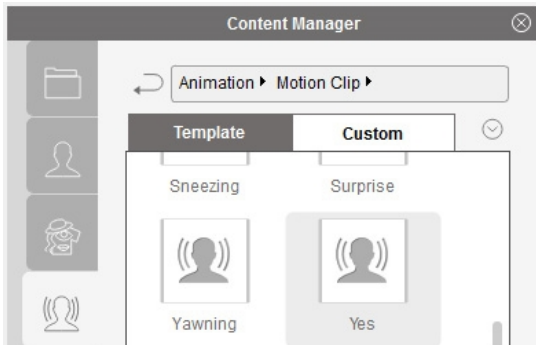 Content Manager
Animation Motion Clip
Template Custom
Sneezing Surprise
Yawning Yes